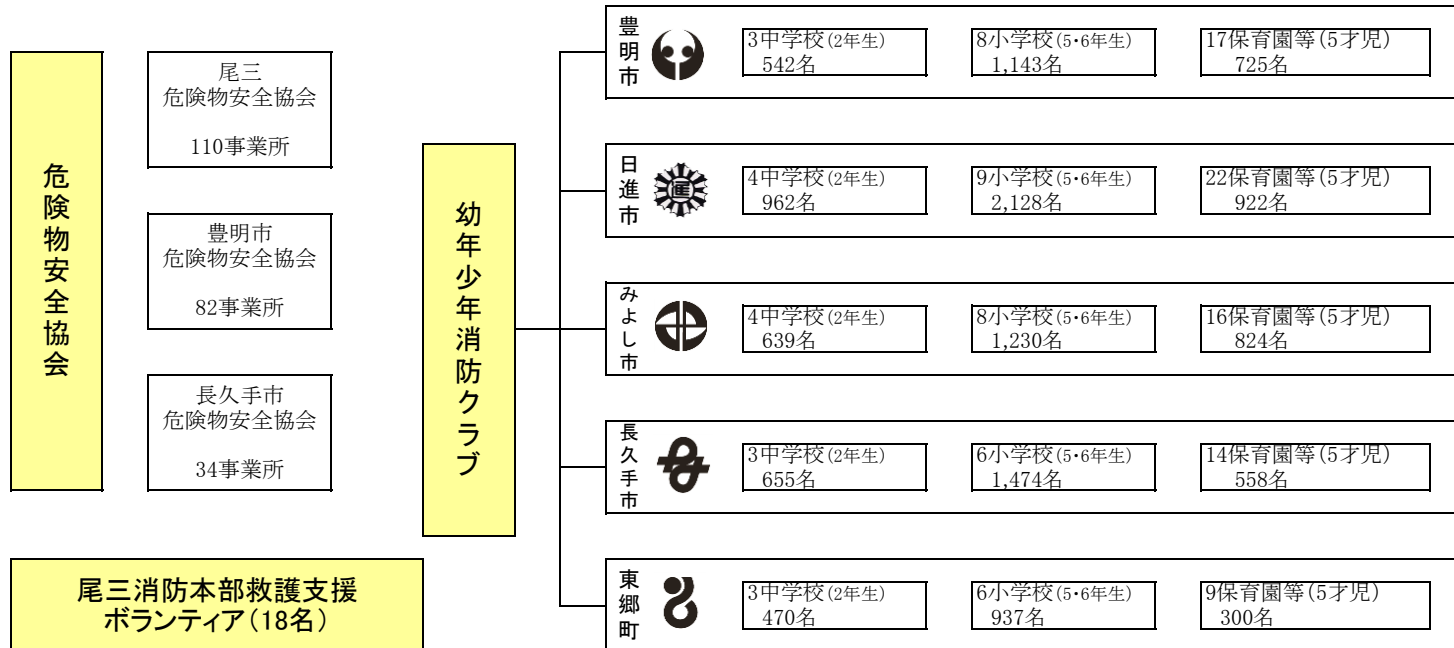 危険物安全協会
尾三
危険物安全協会
110事業所
豊明市
危険物安全協会
82事業所
長久手市
危険物安全協会
34事業所
尾三消防本部救護支援
ボランティア(18名)
幼年少年消防クラブ
豊明市
3中学校(2年生)
542名
8小学校(5・6年生)
1,143名
17保育園等(5才児)
725名
日進市
4中学校(2年生)
962名
9小学校(5・6年生)
2,128名
22保育園等(5才児)
922名
みよし市
4中学校(2年生)
639名
8小学校(5・6年生)
1,230名
16保育園等(5才児)
824名
長久手市
3中学校(2年生)
655名
6小学校(5・6年生)
1,474名
14保育園等(5才児)
558名
東郷町
3中学校(2年生)
470名
6小学校(5・6年生)
937名
9保育園等(5才児)
300名